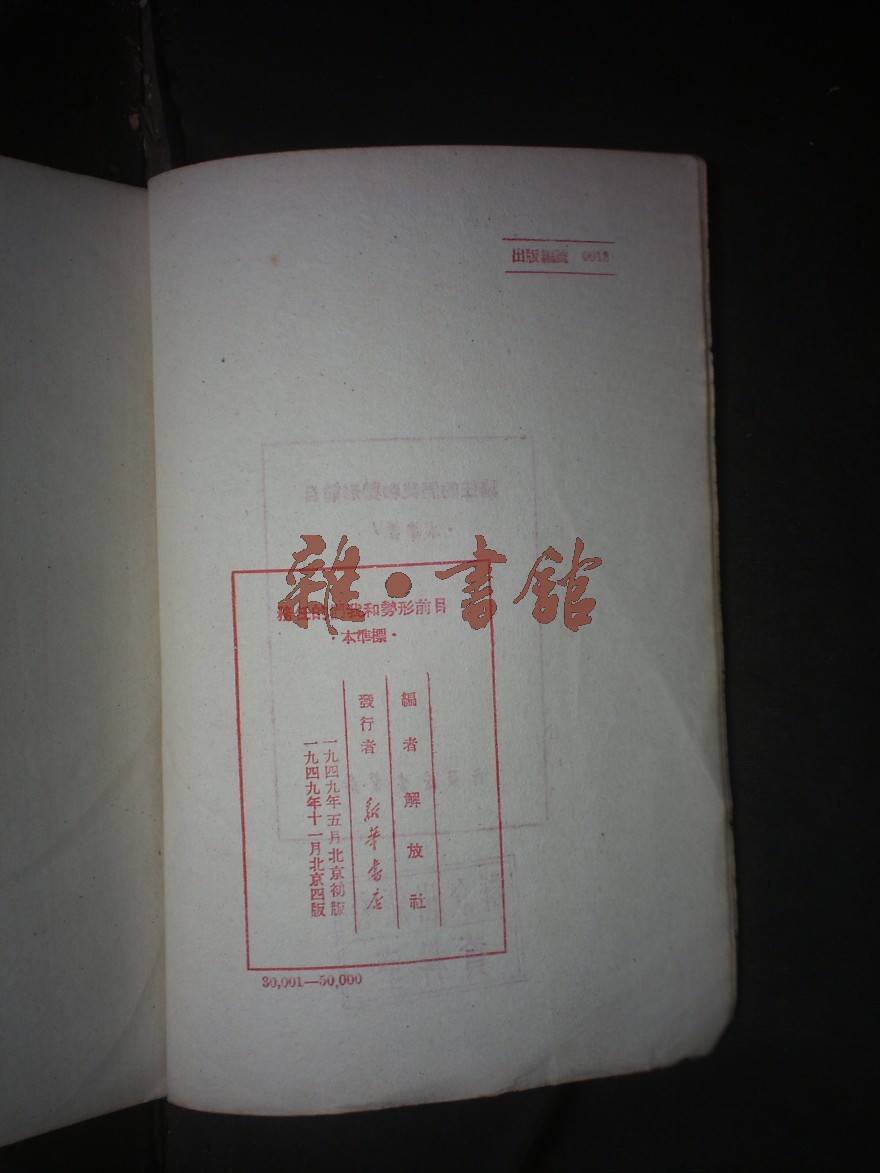 出版編號 0013
雜·書舘
務任的們我和勢形前目
·本準標·
編者 解放社
發行者 新華書店
一九四九年五月北京初版
一九四九年十一月北京四版
30,001—50,000